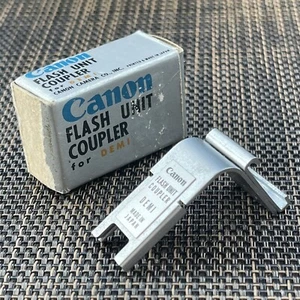 Canon
FLASH UNIT
COUPLER
CANON CAMERA CO., INC.
Canon
FLASH UNIT
COUPLER
for DEMI
Canon
FLASH UNIT
COUPLER
DEMI
MADE IN
JAPAN